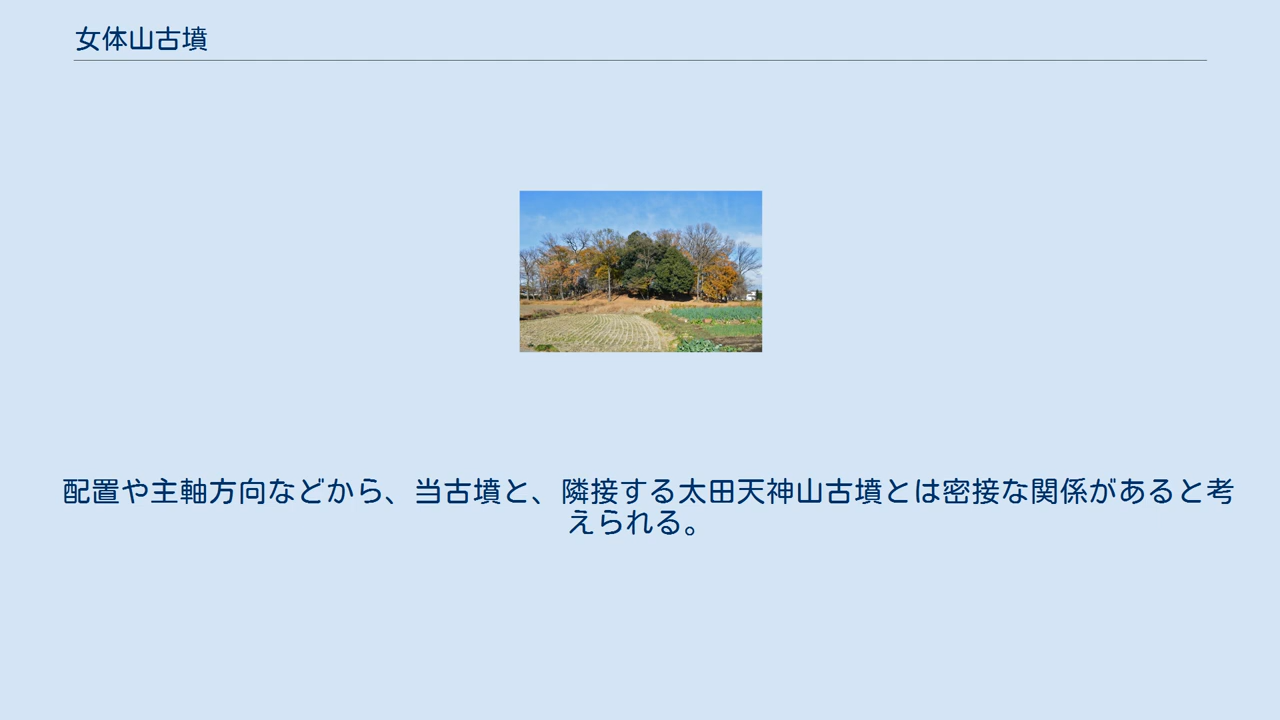 女体山古墳
配置や主軸方向などから、当古墳と、隣接する太田天神山古墳とは密接な関係があると考
えられる。